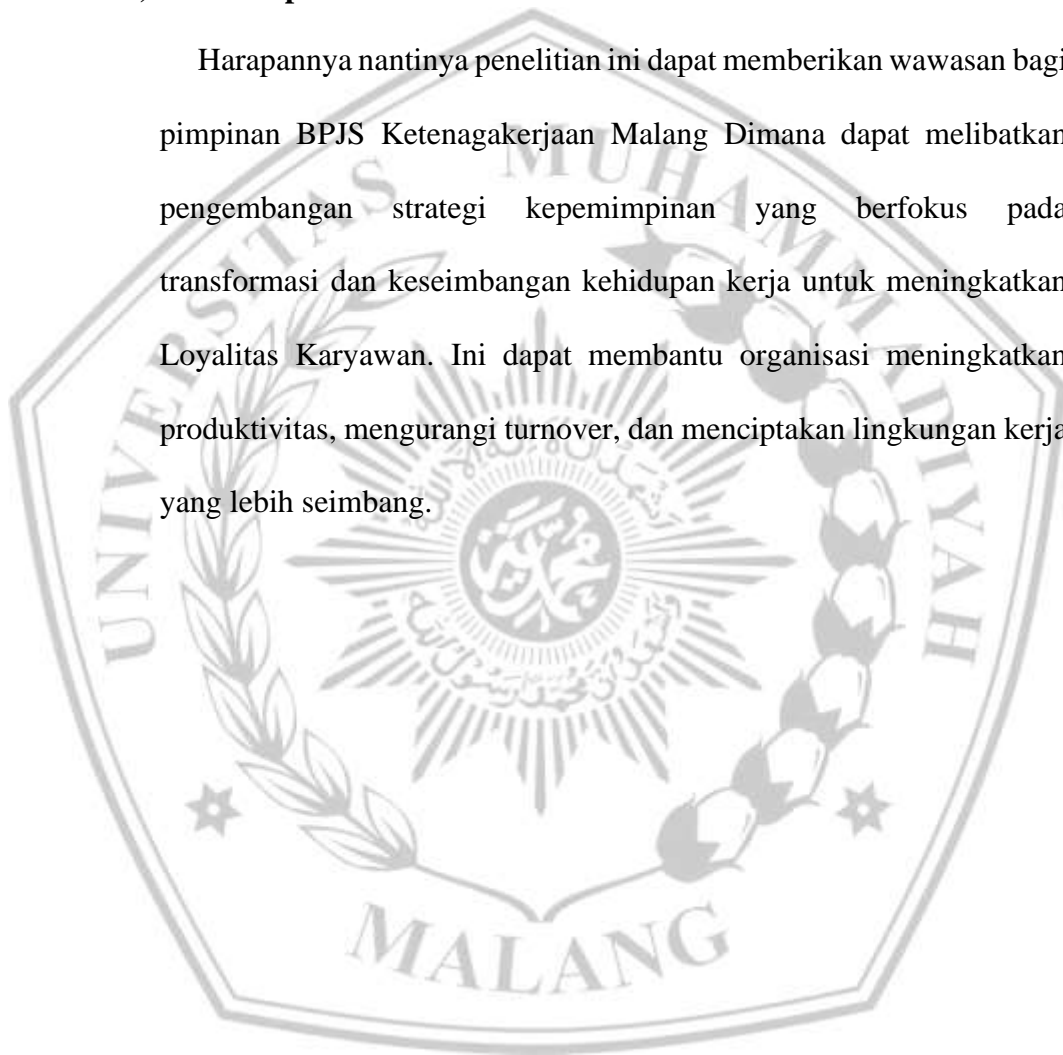 Harapannya nantinya penelitian ini dapat memberikan wawasan bagi
pimpinan BPJS Ketenagakerjaan Malang Dimana dapat melibatkan
pengembangan strategi kepemimpinan yang berfokus pada
transformasi dan keseimbangan kehidupan kerja untuk meningkatkan
Loyalitas Karyawan. Ini dapat membantu organisasi meningkatkan
produktivitas, mengurangi turnover, dan menciptakan lingkungan kerja
yang lebih seimbang.
UNIVERSITAS MUHAMMADIYAH
MALANG